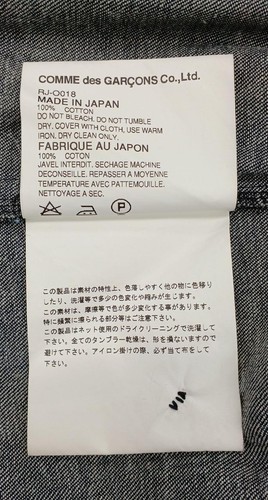 COMME des GARÇONS Co., Ltd.
RJ-O018
MADE IN JAPAN
100% COTTON
DO NOT BLEACH. DO NOT TUMBLE
DRY. COVER WITH CLOTH, USE WARM
IRON. DRY CLEAN ONLY.
FABRIQUE AU JAPON
100% COTON
JAVEL INTERDIT. SECHAGE MACHINE
DECONSEILLE. REPASSER A MOYENNE
TEMPERATURE AVEC PATTEMOUILLE.
NETTOYAGE A SEC.
P
この製品は素材の特性上、色落しやすく他の物に色移り
したり、洗濯等で多少の色変化や縮みが生じます。
この素材は、摩擦等で色が多少変化する事があります。
特に頻繁に擦られる部分等はご注意下さい。
この製品はネット使用のドライクリーニングで洗濯して
下さい。全てのタンブラー乾燥は、形を損ないますので
避けて下さい。アイロン掛けの際、必ず当て布をして
下さい。